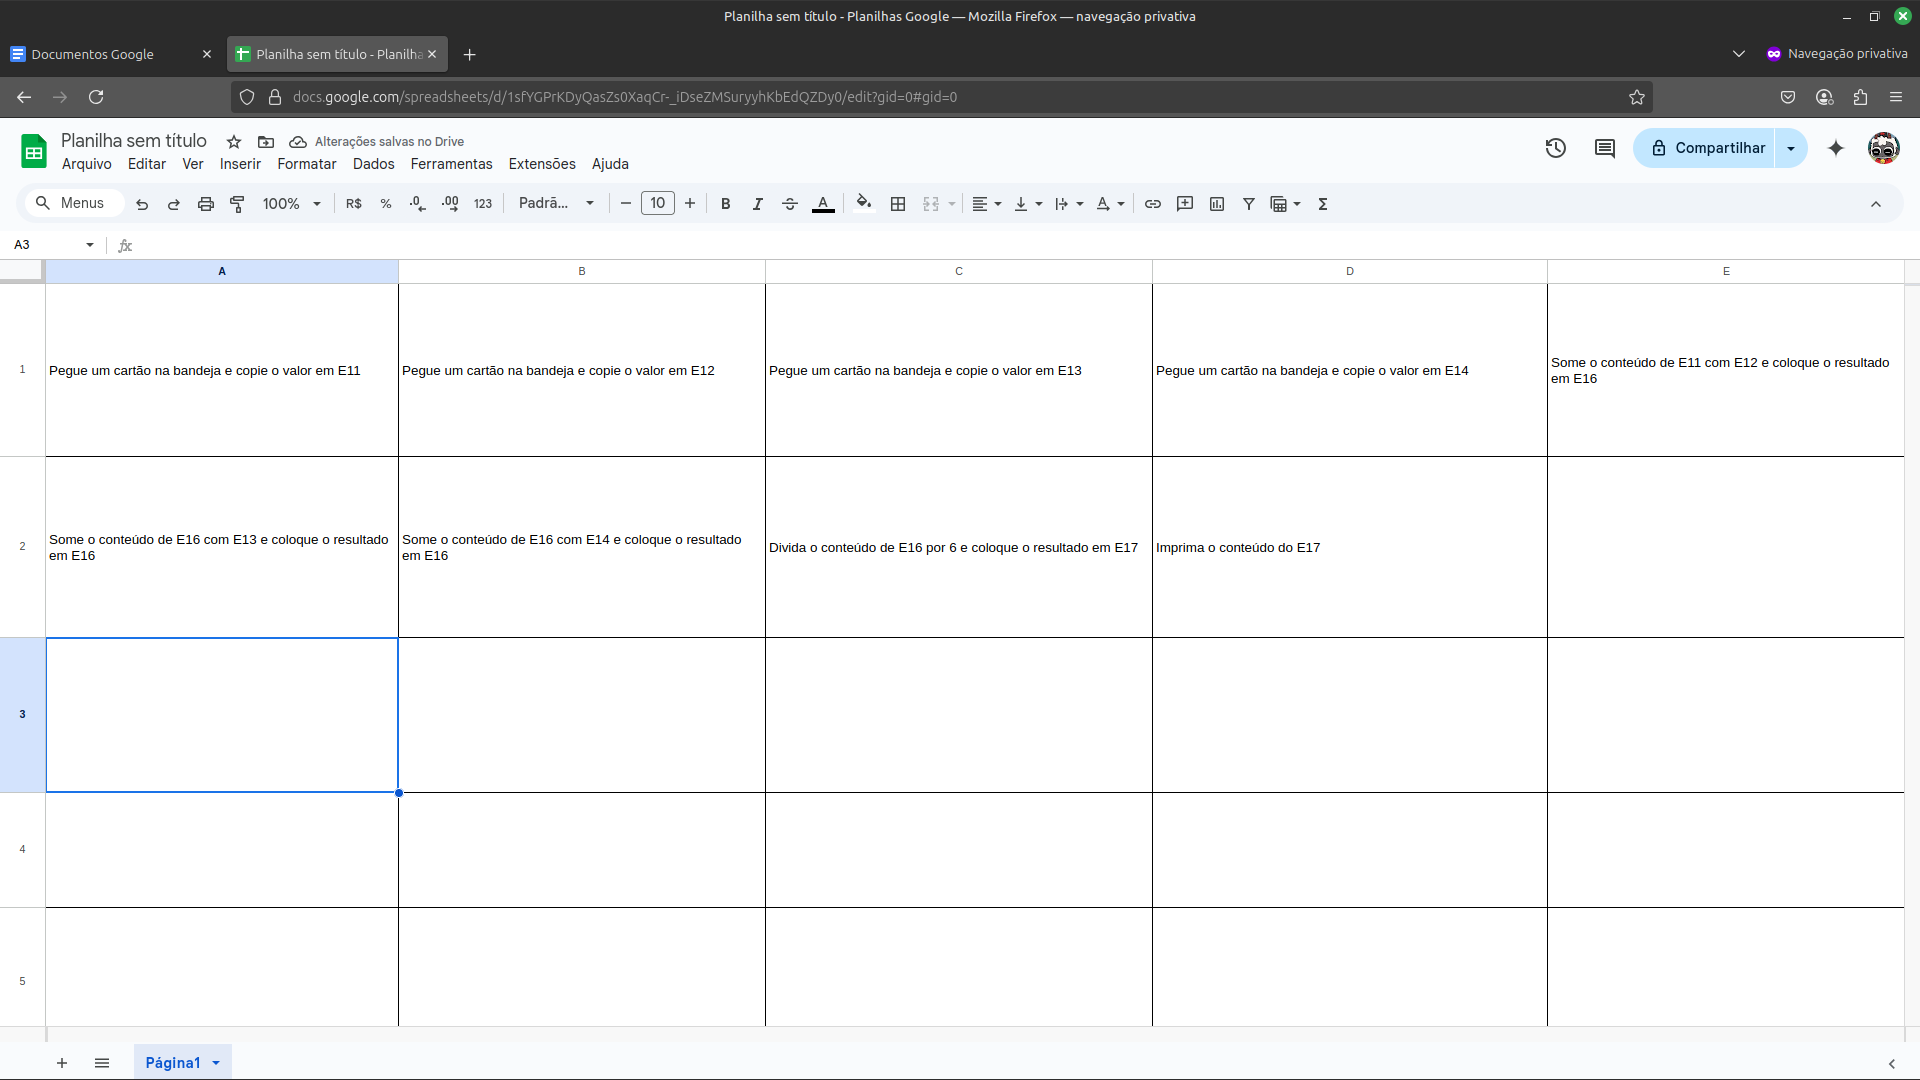 Planilha sem título - Planilhas Google — Mozilla Firefox — navegação privativa
Documentos Google
Planilha sem título - Planilha
Navegação privativa
docs.google.com/spreadsheets/d/1sfYGPrKDyQasZs0XaqCr-_iDseZMSuryyhKbEdQZDy0/edit?gid=0#gid=0
Planilha sem título
Alterações salvas no Drive
Arquivo Editar Ver Inserir Formatar Dados Ferramentas Extensões Ajuda
Compartilhar
Menus 100% R$ % .0 .00 123 Padrã... 10 B I A Σ
A3 fx
A B C D E
1
Pegue um cartão na bandeja e copie o valor em E11
Pegue um cartão na bandeja e copie o valor em E12
Pegue um cartão na bandeja e copie o valor em E13
Pegue um cartão na bandeja e copie o valor em E14
Some o conteúdo de E11 com E12 e coloque o resultado
em E16
2
Some o conteúdo de E16 com E13 e coloque o resultado
em E16
Some o conteúdo de E16 com E14 e coloque o resultado
em E16
Divida o conteúdo de E16 por 6 e coloque o resultado em E17
Imprima o conteúdo do E17
3
4
5
Página1